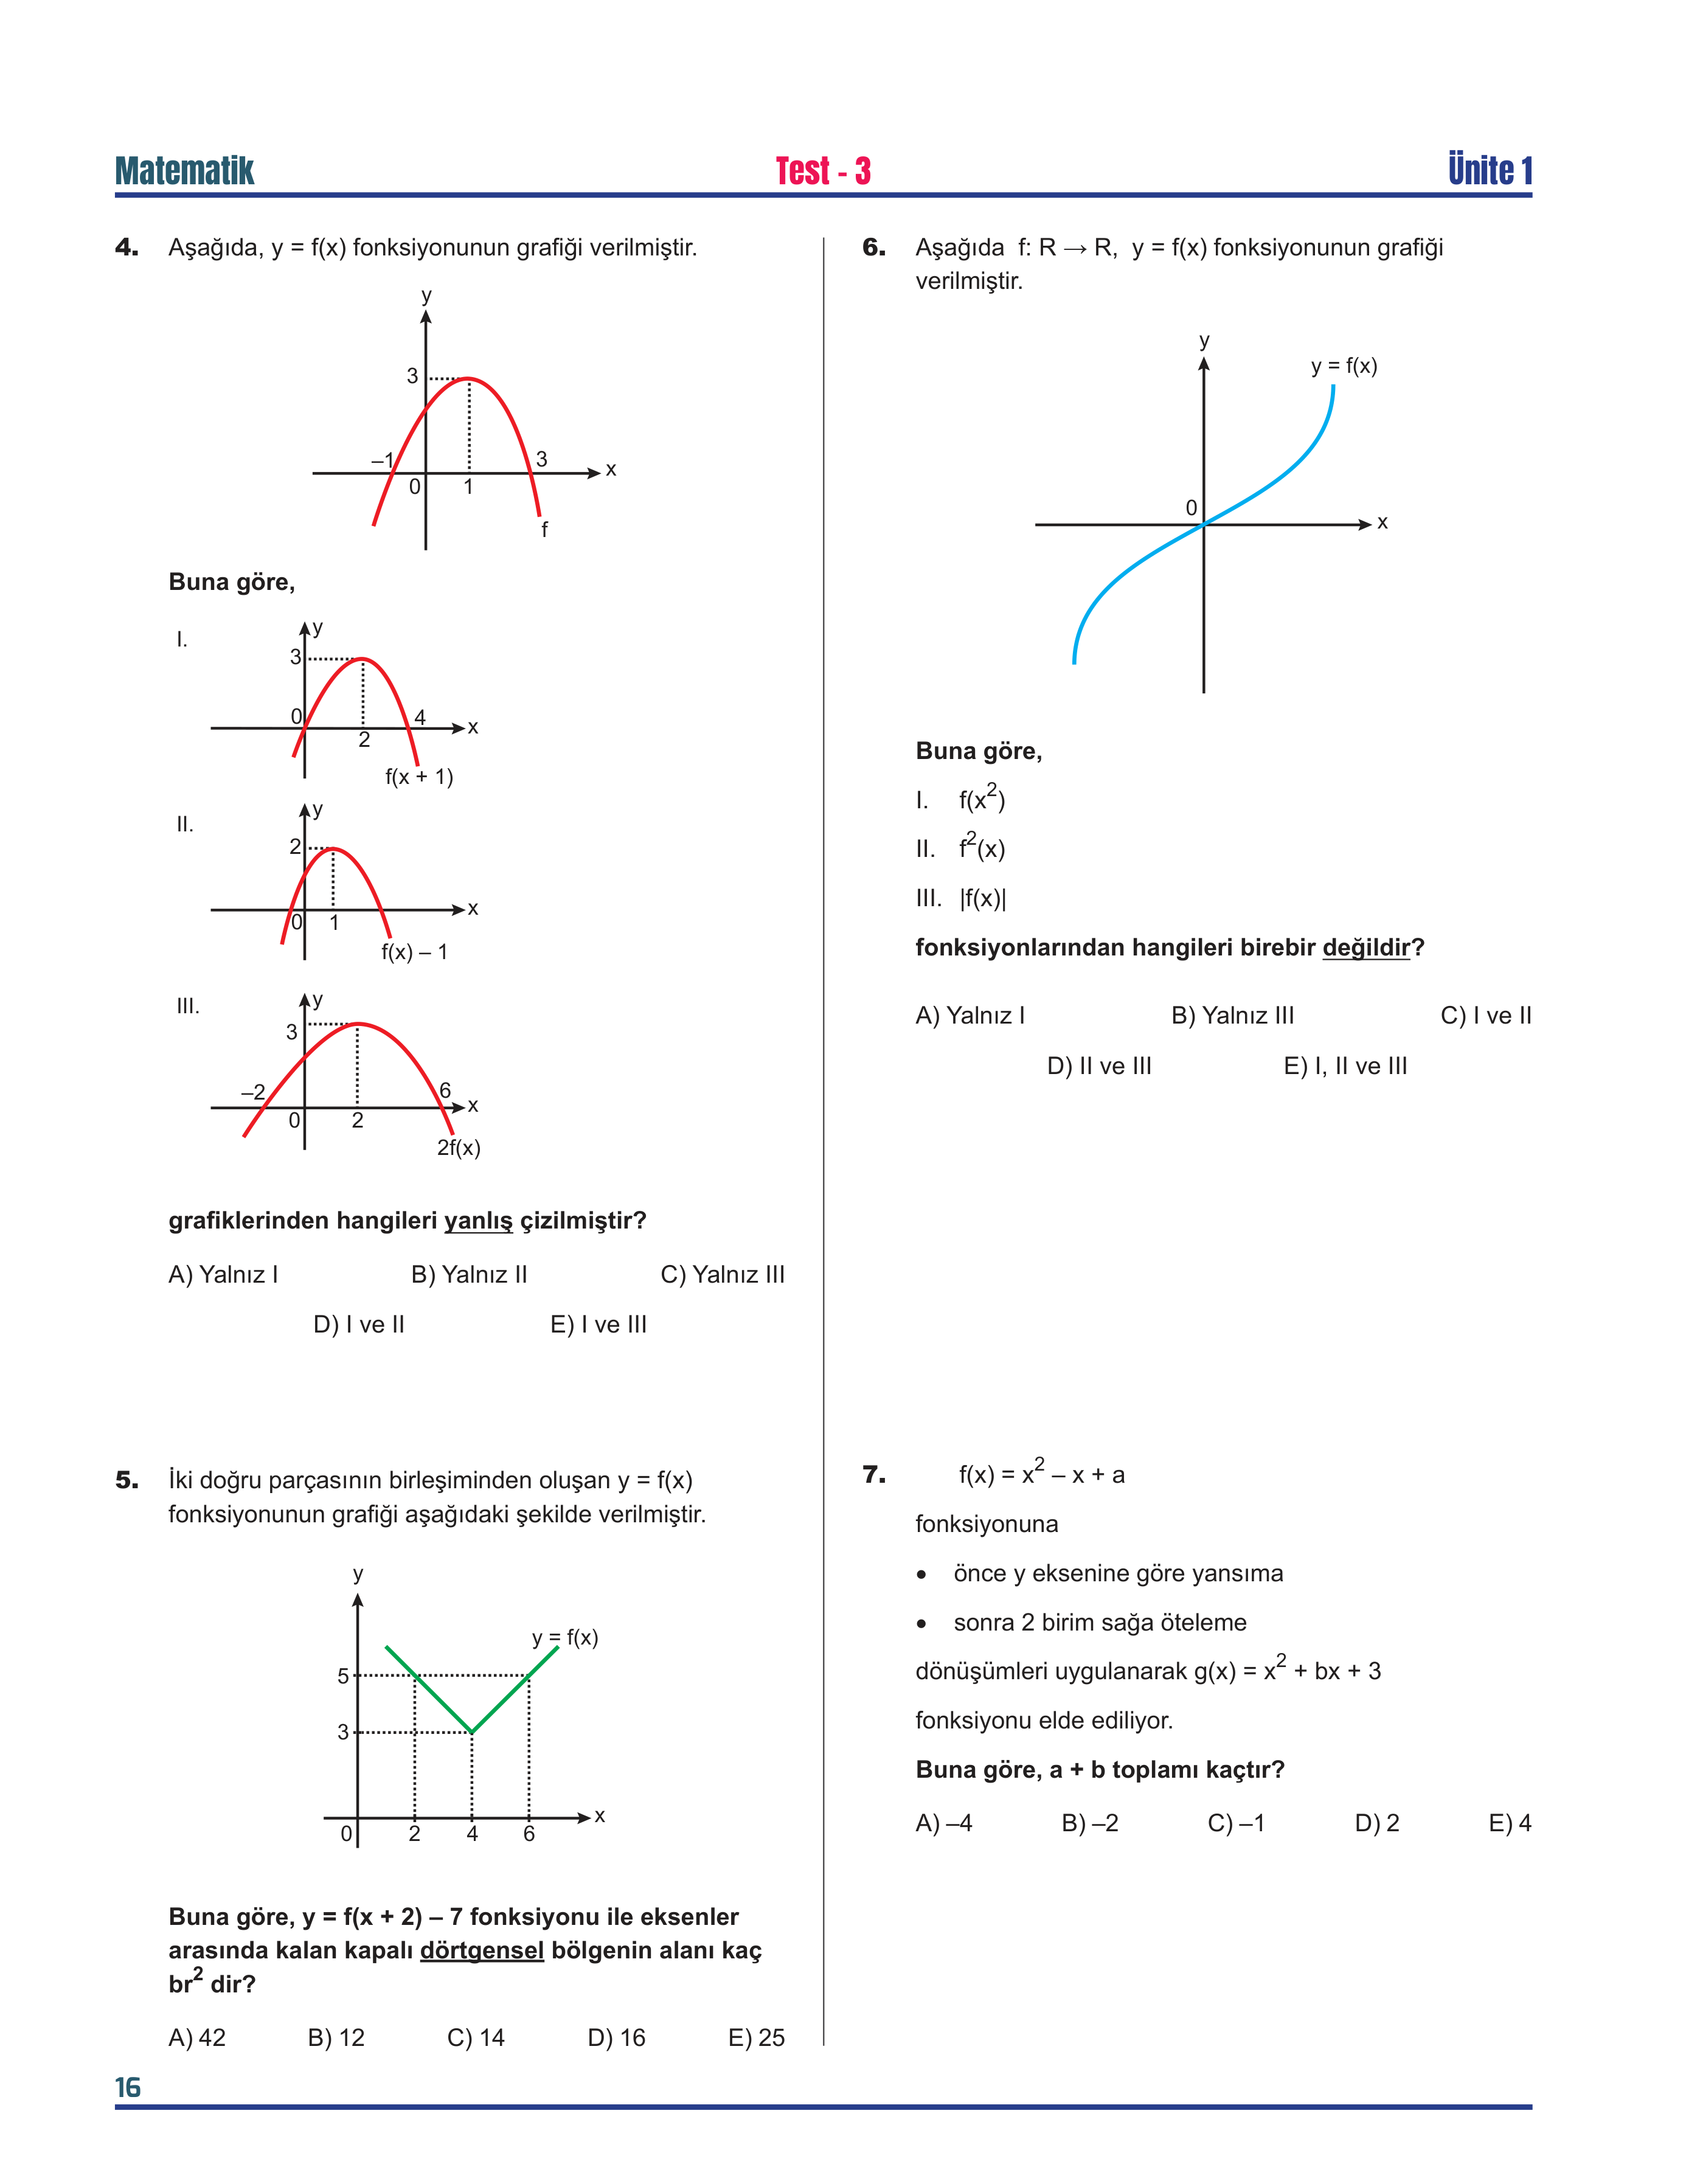 Matematik
Test - 3
Ünite 1
4. Aşağıda, y = f(x) fonksiyonunun grafiği verilmiştir.
y
3
–1
3
x
0
1
f
Buna göre,
I.
y
3
0
4
x
2
f(x + 1)
II.
y
2
x
0
1
f(x) – 1
III.
y
3
–2
6
x
0
2
2f(x)
grafiklerinden hangileri yanlış çizilmiştir?
A) Yalnız I B) Yalnız II C) Yalnız III
D) I ve II E) I ve III
5. İki doğru parçasının birleşiminden oluşan y = f(x)
fonksiyonunun grafiği aşağıdaki şekilde verilmiştir.
y
y = f(x)
5
3
x
0 2 4 6
Buna göre, y = f(x + 2) – 7 fonksiyonu ile eksenler
arasında kalan kapalı dörtgensel bölgenin alanı kaç
br² dir?
A) 42 B) 12 C) 14 D) 16 E) 25
6. Aşağıda f: R → R, y = f(x) fonksiyonunun grafiği
verilmiştir.
y
y = f(x)
0
x
Buna göre,
I. f(x²)
II. f²(x)
III. |f(x)|
fonksiyonlarından hangileri birebir değildir?
A) Yalnız I B) Yalnız III C) I ve II
D) II ve III E) I, II ve III
7. f(x) = x² – x + a
fonksiyonuna
• önce y eksenine göre yansıma
• sonra 2 birim sağa öteleme
dönüşümleri uygulanarak g(x) = x² + bx + 3
fonksiyonu elde ediliyor.
Buna göre, a + b toplamı kaçtır?
A) –4 B) –2 C) –1 D) 2 E) 4
16